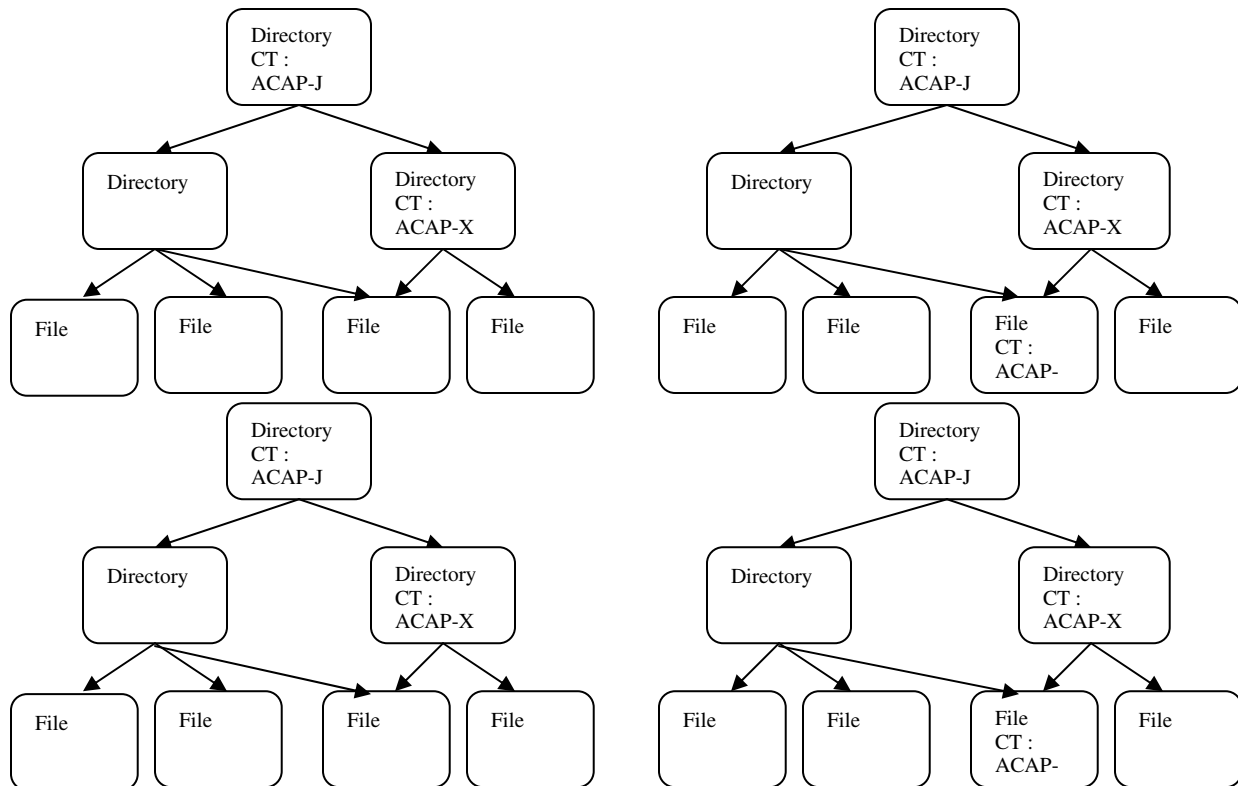 Directory
CT :
ACAP-J
Directory
CT :
ACAP-J
Directory
Directory
CT :
ACAP-X
Directory
Directory
CT :
ACAP-X
File
File
File
File
File
File
File
CT :
ACAP-
File
Directory
CT :
ACAP-J
Directory
CT :
ACAP-J
Directory
Directory
CT :
ACAP-X
Directory
Directory
CT :
ACAP-X
File
File
File
File
File
File
File
CT :
ACAP-
File